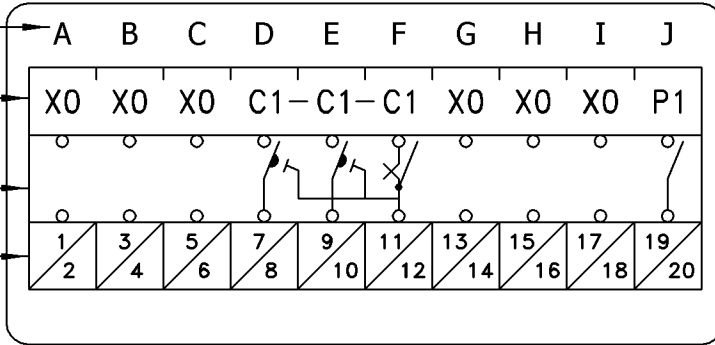 A B C D E F G H I J
X0 X0 X0 C1-C1-C1 X0 X0 X0 P1
1 3 5 7 9 11 13 15 17 19
2 4 6 8 10 12 14 16 18 20